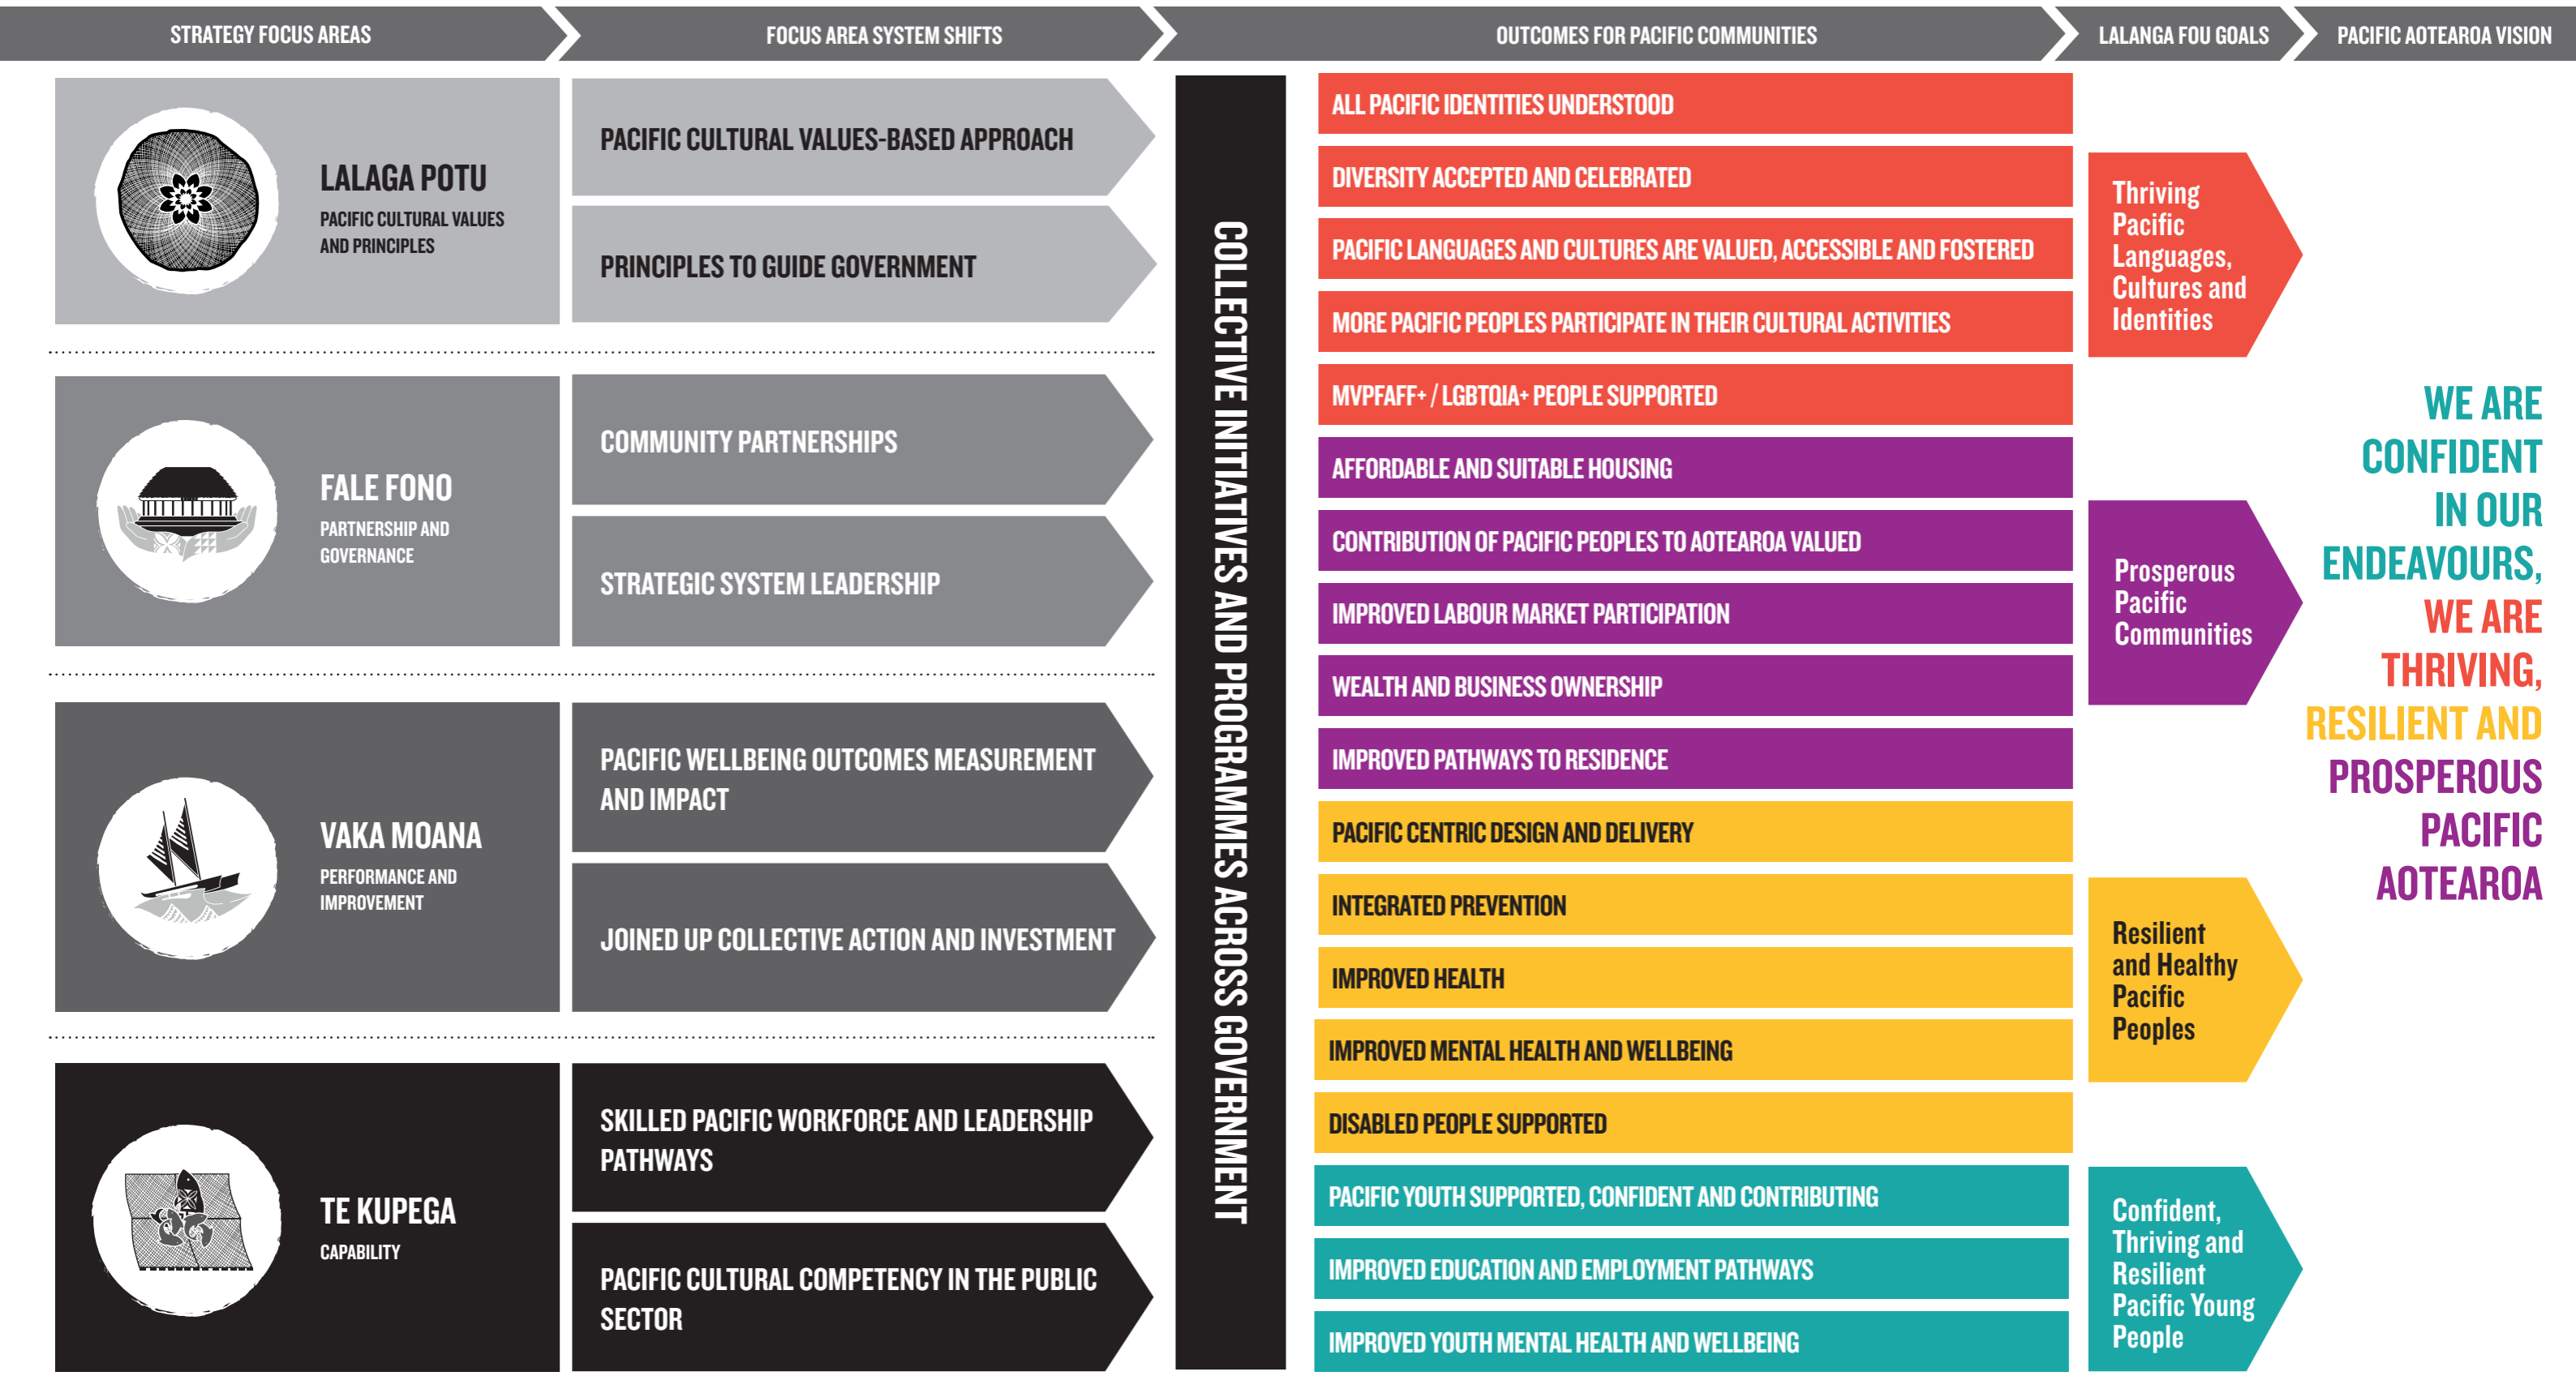 STRATEGY FOCUS AREAS
FOCUS AREA SYSTEM SHIFTS
OUTCOMES FOR PACIFIC COMMUNITIES
LALANGA FOU GOALS
PACIFIC AOTEAROA VISION
LALAGA POTU
PACIFIC CULTURAL VALUES
AND PRINCIPLES
PACIFIC CULTURAL VALUES-BASED APPROACH
PRINCIPLES TO GUIDE GOVERNMENT
FALE FONO
PARTNERSHIP AND
GOVERNANCE
COMMUNITY PARTNERSHIPS
STRATEGIC SYSTEM LEADERSHIP
VAKA MOANA
PERFORMANCE AND
IMPROVEMENT
PACIFIC WELLBEING OUTCOMES MEASUREMENT
AND IMPACT
JOINED UP COLLECTIVE ACTION AND INVESTMENT
TE KUPEGA
CAPABILITY
SKILLED PACIFIC WORKFORCE AND LEADERSHIP
PATHWAYS
PACIFIC CULTURAL COMPETENCY IN THE PUBLIC
SECTOR
COLLECTIVE INITIATIVES AND PROGRAMMES ACROSS GOVERNMENT
ALL PACIFIC IDENTITIES UNDERSTOOD
DIVERSITY ACCEPTED AND CELEBRATED
PACIFIC LANGUAGES AND CULTURES ARE VALUED, ACCESSIBLE AND FOSTERED
MORE PACIFIC PEOPLES PARTICIPATE IN THEIR CULTURAL ACTIVITIES
MVPFAFF+ / LGBTQIA+ PEOPLE SUPPORTED
AFFORDABLE AND SUITABLE HOUSING
CONTRIBUTION OF PACIFIC PEOPLES TO AOTEAROA VALUED
IMPROVED LABOUR MARKET PARTICIPATION
WEALTH AND BUSINESS OWNERSHIP
IMPROVED PATHWAYS TO RESIDENCE
PACIFIC CENTRIC DESIGN AND DELIVERY
INTEGRATED PREVENTION
IMPROVED HEALTH
IMPROVED MENTAL HEALTH AND WELLBEING
DISABLED PEOPLE SUPPORTED
PACIFIC YOUTH SUPPORTED, CONFIDENT AND CONTRIBUTING
IMPROVED EDUCATION AND EMPLOYMENT PATHWAYS
IMPROVED YOUTH MENTAL HEALTH AND WELLBEING
Thriving
Pacific
Languages,
Cultures and
Identities
Prosperous
Pacific
Communities
Resilient
and Healthy
Pacific
Peoples
Confident,
Thriving and
Resilient
Pacific Young
People
WE ARE
CONFIDENT
IN OUR
ENDEAVOURS,
WE ARE
THRIVING,
RESILIENT AND
PROSPEROUS
PACIFIC
AOTEAROA